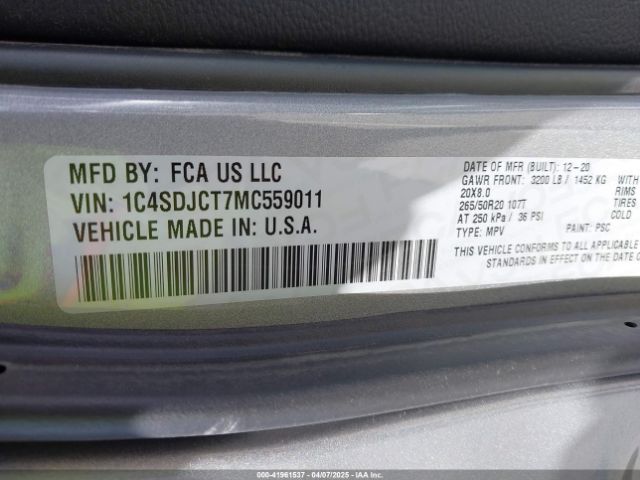 MFD BY: FCA US LLC
VIN: 1C4SDJCT7MC559011
VEHICLE MADE IN: U.S.A.
DATE OF MFR (BUILT): 12-20
GAWR FRONT: 3200 LB / 1452 KG WITH
20X8.0 RIMS
265/50R20 107T TIRES
AT 250 kPa / 36 PSI COLD
TYPE: MPV PAINT: PSC
THIS VEHICLE CONFORMS TO ALL APPLICABLE
STANDARDS IN EFFECT ON THE DATE O
000-41961537 04/07/2025 IAAI.COM